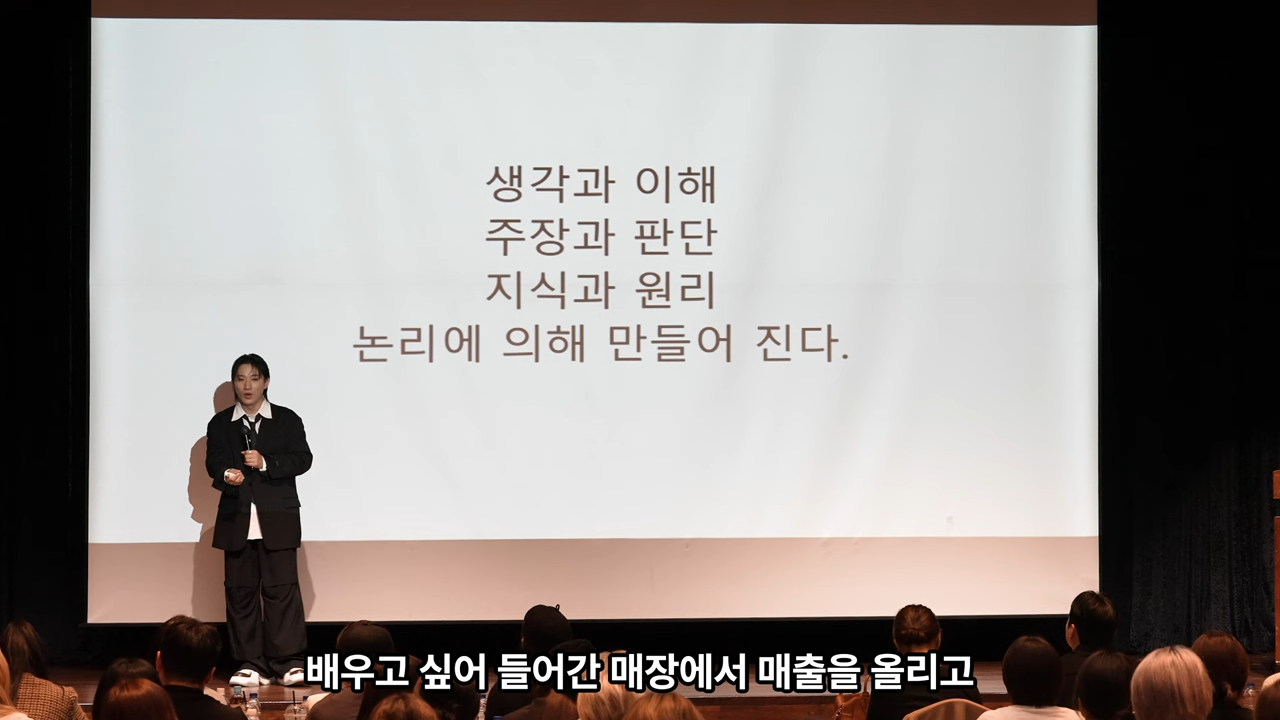 생각과 이해
주장과 판단
지식과 원리
논리에 의해 만들어 진다.
배우고 싶어 들어간 매장에서 매출을 올리고